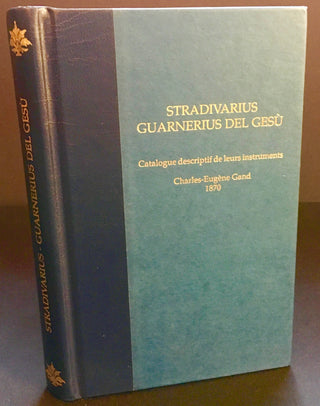 STRADIVARIUS
GUARNERIUS DEL GESÙ
Catalogue descriptif de leurs instruments
Charles-Eugène Gand
1870
STRADIVARIUS - GUARNERIUS DEL GESÙ